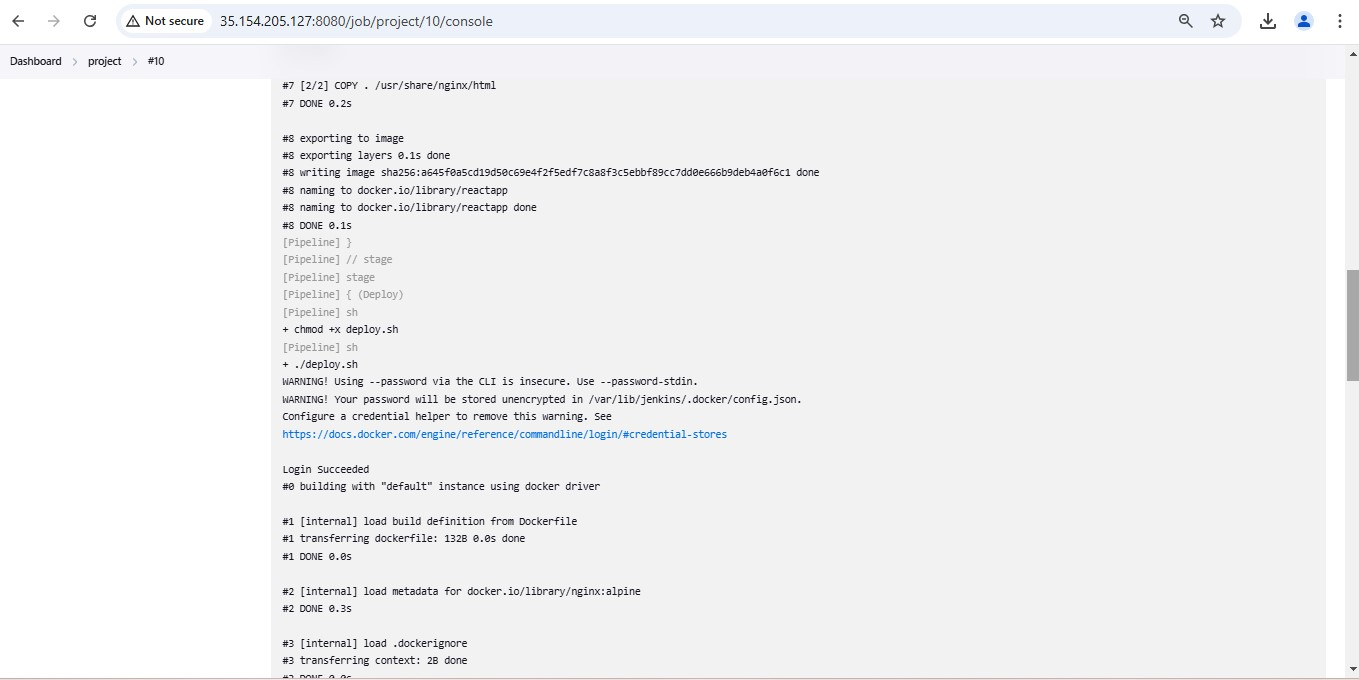 Not secure 35.154.205.127:8080/job/project/10/console
Dashboard > project > #10
#7 [2/2] COPY . /usr/share/nginx/html
#7 DONE 0.2s
#8 exporting to image
#8 exporting layers 0.1s done
#8 writing image sha256:a645f0a5cd19d50c69e4f2f5edf7c8a8f3c5ebbf89cc7dd0e666b9deb4a0f6c1 done
#8 naming to docker.io/library/reactapp
#8 naming to docker.io/library/reactapp done
#8 DONE 0.1s
[Pipeline] }
[Pipeline] // stage
[Pipeline] stage
[Pipeline] { (Deploy)
[Pipeline] sh
+ chmod +x deploy.sh
[Pipeline] sh
+ ./deploy.sh
WARNING! Using --password via the CLI is insecure. Use --password-stdin.
WARNING! Your password will be stored unencrypted in /var/lib/jenkins/.docker/config.json.
Configure a credential helper to remove this warning. See
https://docs.docker.com/engine/reference/commandline/login/#credential-stores
Login Succeeded
#0 building with "default" instance using docker driver
#1 [internal] load build definition from Dockerfile
#1 transferring dockerfile: 132B 0.0s done
#1 DONE 0.0s
#2 [internal] load metadata for docker.io/library/nginx:alpine
#2 DONE 0.3s
#3 [internal] load .dockerignore
#3 transferring context: 2B done
#3 DONE 0.0s